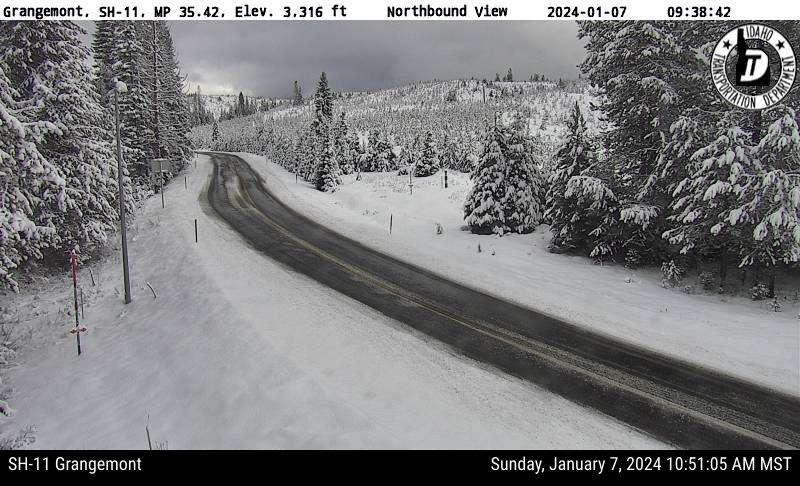 Grangemont, SH-11, MP 35.42, Elev. 3,316 ft Northbound View 2024-01-07 09:38:42
IDAHO
TRANSPORTATION DEPARTMENT
SH-11 Grangemont Sunday, January 7, 2024 10:51:05 AM MST